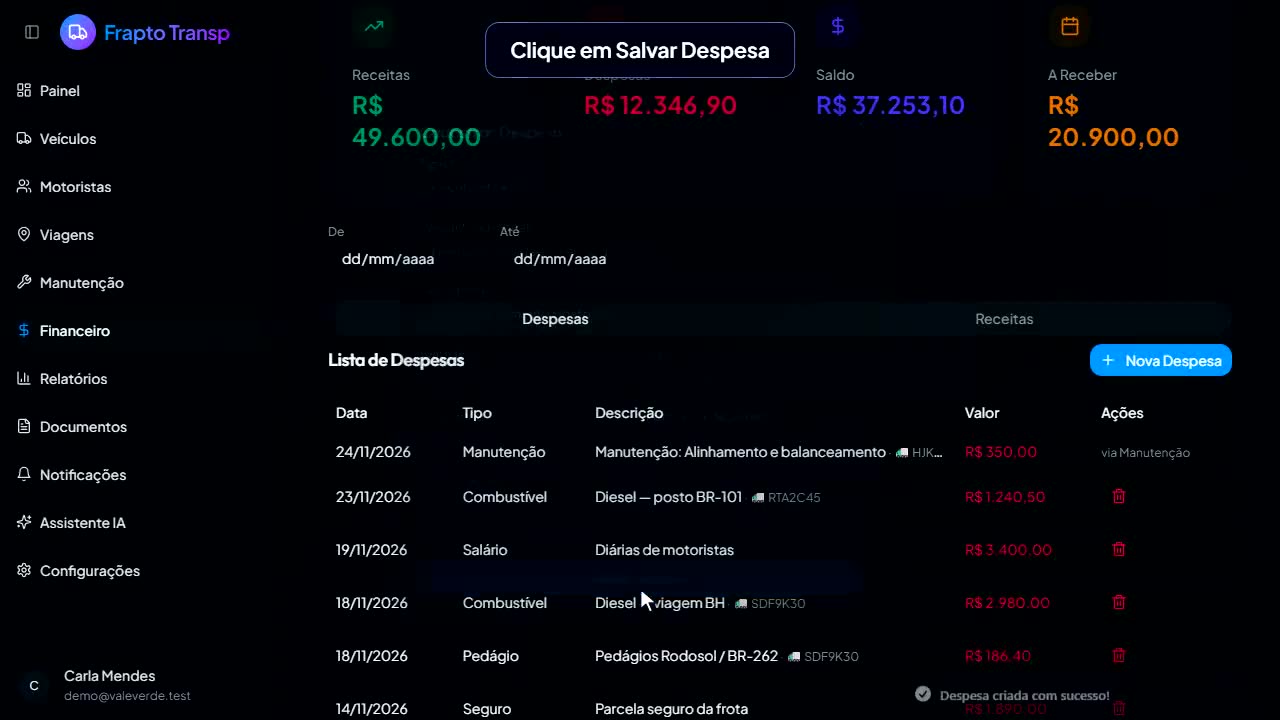 Frapto Transp
Clique em Salvar Despesa
Receitas
Despesas
Saldo
A Receber
R$ 49.600,00
R$ 12.346,90
R$ 37.253,10
R$ 20.900,00
Painel
Veículos
Motoristas
Viagens
Manutenção
Financeiro
Relatórios
Documentos
Notificações
Assistente IA
Configurações
De
Até
dd/mm/aaaa
dd/mm/aaaa
Despesas
Receitas
Lista de Despesas
+ Nova Despesa
Data Tipo Descrição Valor Ações
24/11/2026 Manutenção Manutenção: Alinhamento e balanceamento · HJK... R$ 350,00 via Manutenção
23/11/2026 Combustível Diesel — posto BR-101 · RTA2C45 R$ 1.240,50
19/11/2026 Salário Diárias de motoristas R$ 3.400,00
18/11/2026 Combustível Diesel viagem BH · SDF9K30 R$ 2.980,00
18/11/2026 Pedágio Pedágios Rodosol / BR-262 · SDF9K30 R$ 186,40
14/11/2026 Seguro Parcela seguro da frota R$ 1.890,00
C
Carla Mendes
demo@valeverde.test
Despesa criada com sucesso!